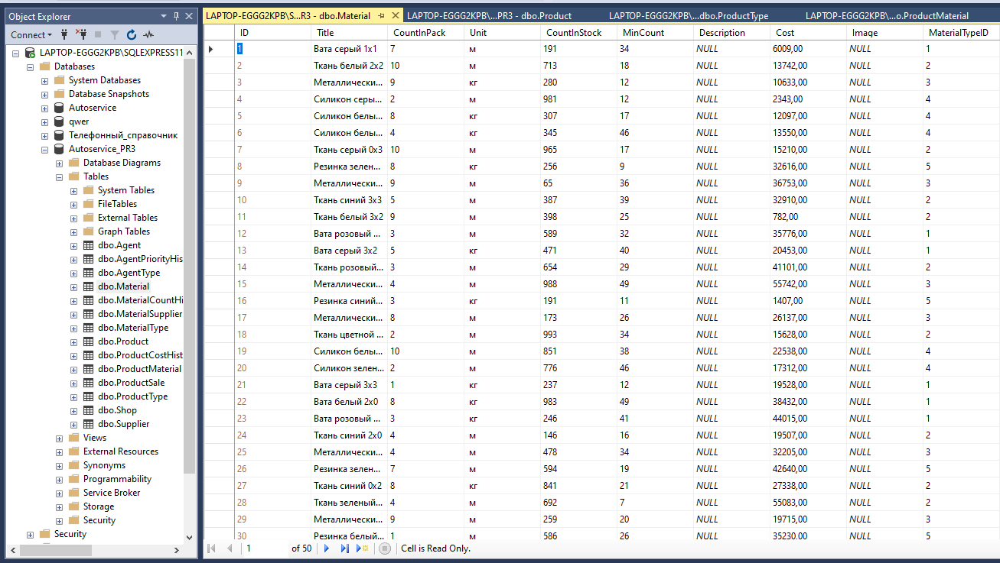 Object Explorer
Connect
LAPTOP-EGGG2KPB\SQLEXPRESS11
Databases
System Databases
Database Snapshots
Autoservice
qwer
Телефонный_справочник
Autoservice_PR3
Database Diagrams
Tables
System Tables
FileTables
External Tables
Graph Tables
dbo.Agent
dbo.AgentPriorityHis
dbo.AgentType
dbo.Material
dbo.MaterialCountHi
dbo.MaterialSupplier
dbo.MaterialType
dbo.Product
dbo.ProductCostHist
dbo.ProductMaterial
dbo.ProductSale
dbo.ProductType
dbo.Shop
dbo.Supplier
Views
External Resources
Synonyms
Programmability
Service Broker
Storage
Security
Security
LAPTOP-EGGG2KPB\S...R3 - dbo.Material LAPTOP-EGGG2KPB\...PR3 - dbo.Product LAPTOP-EGGG2KPB\...dbo.ProductType LAPTOP-EGGG2KPB\...o.ProductMaterial
ID Title CountInPack Unit CountInStock MinCount Description Cost Image MaterialTypeID
1 Вата серый 1x1 7 м 191 34 NULL 6009,00 NULL 1
2 Ткань белый 2x2 10 м 713 18 NULL 13742,00 NULL 2
3 Металлически... 9 кг 280 12 NULL 10633,00 NULL 3
4 Силикон серы... 2 м 981 12 NULL 2343,00 NULL 4
5 Силикон белы... 8 кг 307 17 NULL 12097,00 NULL 4
6 Силикон белы... 4 кг 345 46 NULL 13550,00 NULL 4
7 Ткань серый 0x3 10 м 965 17 NULL 15210,00 NULL 2
8 Резинка зелен... 8 кг 256 9 NULL 32616,00 NULL 5
9 Металлически... 9 м 65 36 NULL 36753,00 NULL 3
10 Ткань синий 3x3 5 м 387 39 NULL 32910,00 NULL 2
11 Ткань белый 3x2 9 м 398 25 NULL 782,00 NULL 2
12 Вата розовый ... 3 м 589 32 NULL 35776,00 NULL 1
13 Вата серый 3x2 5 кг 471 40 NULL 20453,00 NULL 1
14 Ткань розовый... 3 м 654 29 NULL 41101,00 NULL 2
15 Металлически... 4 м 988 49 NULL 55742,00 NULL 3
16 Резинка синий... 3 кг 191 11 NULL 1407,00 NULL 5
17 Металлически... 8 м 173 26 NULL 26137,00 NULL 3
18 Ткань цветной ... 2 м 993 34 NULL 15628,00 NULL 2
19 Силикон белы... 10 м 851 38 NULL 22538,00 NULL 4
20 Силикон зелен... 2 м 776 46 NULL 17312,00 NULL 4
21 Вата серый 3x3 1 кг 237 12 NULL 19528,00 NULL 1
22 Вата белый 2x0 8 кг 983 49 NULL 38432,00 NULL 1
23 Вата розовый ... 3 кг 246 41 NULL 44015,00 NULL 1
24 Ткань синий 2x0 4 м 146 16 NULL 19507,00 NULL 2
25 Металлически... 4 м 478 34 NULL 32205,00 NULL 3
26 Резинка зелен... 7 м 594 19 NULL 42640,00 NULL 5
27 Ткань синий 0x2 8 кг 841 21 NULL 27338,00 NULL 2
28 Ткань зеленый... 4 м 692 7 NULL 55083,00 NULL 2
29 Металлически... 9 м 259 20 NULL 19715,00 NULL 3
30 Резинка белый... 1 м 586 26 NULL 35230,00 NULL 5
1 of 50 Cell is Read Only.